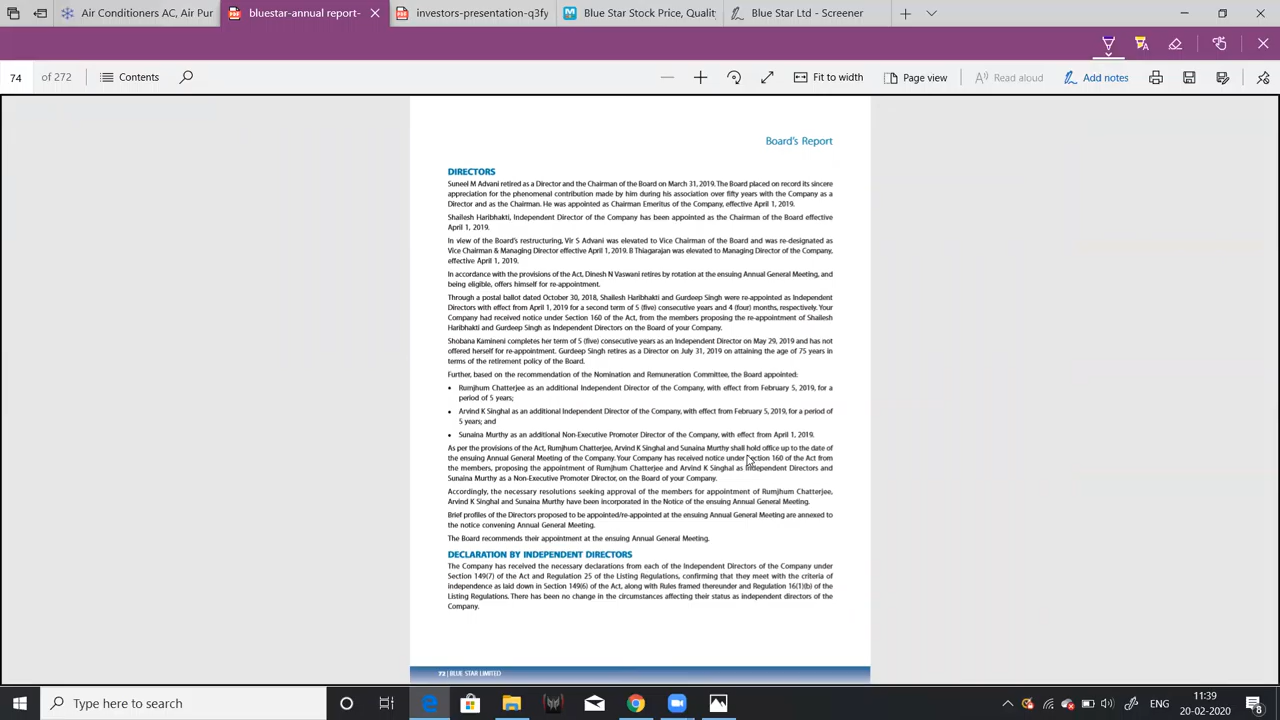 Air Conditioners AC, Air Pur
bluestar-annual-report-
investors-q3fy
Blue Star Stock Price, Quality
Blue Star Ltd - Screener
74 of 272
Contents
Fit to width
Page view
Read aloud
Add notes
Board's Report
DIRECTORS
Suneel M Advani retired as a Director and the Chairman of the Board on March 31, 2019. The Board placed on record its sincere
appreciation for the phenomenal contribution made by him during his association over fifty years with the Company as a
Director and as the Chairman. He was appointed as Chairman Emeritus of the Company, effective April 1, 2019.
Shailesh Haribhakti, Independent Director of the Company has been appointed as the Chairman of the Board effective
April 1, 2019.
In view of the Board's restructuring, Vir S Advani was elevated to Vice Chairman of the Board and was re-designated as
Vice Chairman & Managing Director effective April 1, 2019. B Thiagarajan was elevated to Managing Director of the Company,
effective April 1, 2019.
In accordance with the provisions of the Act, Dinesh N Vaswani retires by rotation at the ensuing Annual General Meeting, and
being eligible, offers himself for re-appointment.
Through a postal ballot dated October 30, 2018, Shailesh Haribhakti and Gurdeep Singh were re-appointed as Independent
Directors with effect from April 1, 2019 for a second term of 5 (five) consecutive years and 4 (four) months, respectively. Your
Company had received notice under Section 160 of the Act, from the members proposing the re-appointment of Shailesh
Haribhakti and Gurdeep Singh as Independent Directors on the Board of your Company.
Shobana Kamineni completes her term of 5 (five) consecutive years as an Independent Director on May 29, 2019 and has not
offered herself for re-appointment. Gurdeep Singh retires as a Director on July 31, 2019 on attaining the age of 75 years in
terms of the retirement policy of the Board.
Further, based on the recommendation of the Nomination and Remuneration Committee, the Board appointed:
• Rumjhum Chatterjee as an additional Independent Director of the Company, with effect from February 5, 2019, for a
period of 5 years;
• Arvind K Singhal as an additional Independent Director of the Company, with effect from February 5, 2019, for a period of
5 years; and
• Sunaina Murthy as an additional Non-Executive Promoter Director of the Company, with effect from April 1, 2019.
As per the provisions of the Act, Rumjhum Chatterjee, Arvind K Singhal and Sunaina Murthy shall hold office up to the date of
the ensuing Annual General Meeting of the Company. Your Company has received notice under Section 160 of the Act from
the members, proposing the appointment of Rumjhum Chatterjee and Arvind K Singhal as Independent Directors and
Sunaina Murthy as a Non-Executive Promoter Director, on the Board of your Company.
Accordingly, the necessary resolutions seeking approval of the members for appointment of Rumjhum Chatterjee,
Arvind K Singhal and Sunaina Murthy have been incorporated in the Notice of the ensuing Annual General Meeting.
Brief profiles of the Directors proposed to be appointed/re-appointed at the ensuing Annual General Meeting are annexed to
the notice convening Annual General Meeting.
The Board recommends their appointment at the ensuing Annual General Meeting.
DECLARATION BY INDEPENDENT DIRECTORS
The Company has received the necessary declarations from each of the Independent Directors of the Company under
Section 149(7) of the Act and Regulation 25 of the Listing Regulations, confirming that they meet with the criteria of
independence as laid down in Section 149(6) of the Act, along with Rules framed thereunder and Regulation 16(1)(b) of the
Listing Regulations. There has been no change in the circumstances affecting their status as independent directors of the
Company.
72 | BLUE STAR LIMITED
Type here to search
11:39
20-02-2020
8